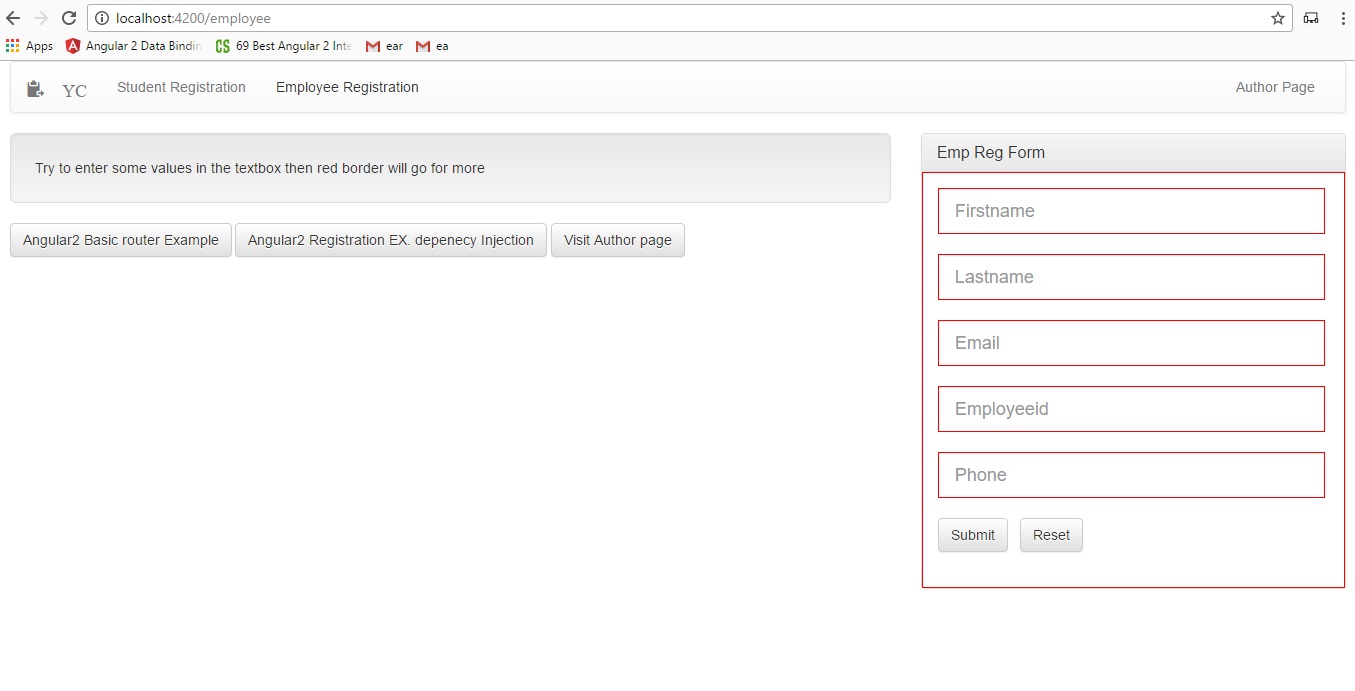 localhost:4200/employee
Apps Angular 2 Data Bindin 69 Best Angular 2 Inte ear ea
YC Student Registration Employee Registration Author Page
Try to enter some values in the textbox then red border will go for more
Angular2 Basic router Example Angular2 Registration EX. depenecy Injection Visit Author page
Emp Reg Form
Firstname
Lastname
Email
Employeeid
Phone
Submit Reset